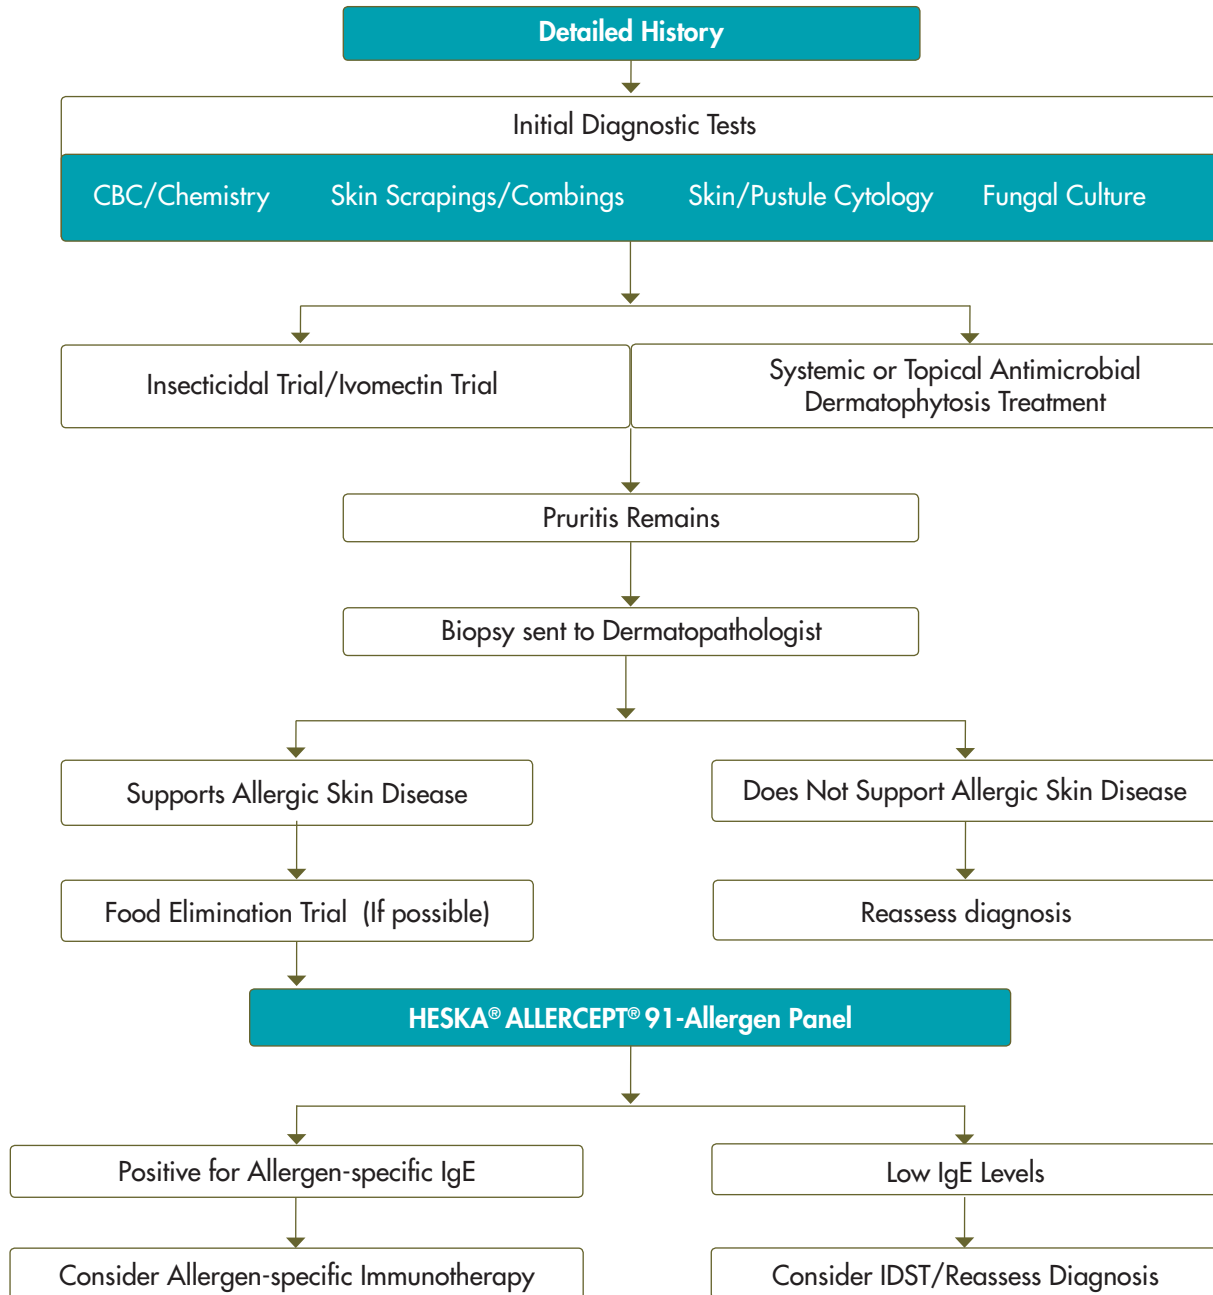 Detailed History
Initial Diagnostic Tests
CBC/Chemistry Skin Scrapings/Combings Skin/Pustule Cytology Fungal Culture
Insecticidal Trial/Ivomectin Trial
Systemic or Topical Antimicrobial
Dermatophytosis Treatment
Pruritis Remains
Biopsy sent to Dermatopathologist
Supports Allergic Skin Disease
Does Not Support Allergic Skin Disease
Food Elimination Trial (If possible)
Reassess diagnosis
HESKA® ALLERCEPT® 91-Allergen Panel
Positive for Allergen-specific IgE
Low IgE Levels
Consider Allergen-specific Immunotherapy
Consider IDST/Reassess Diagnosis